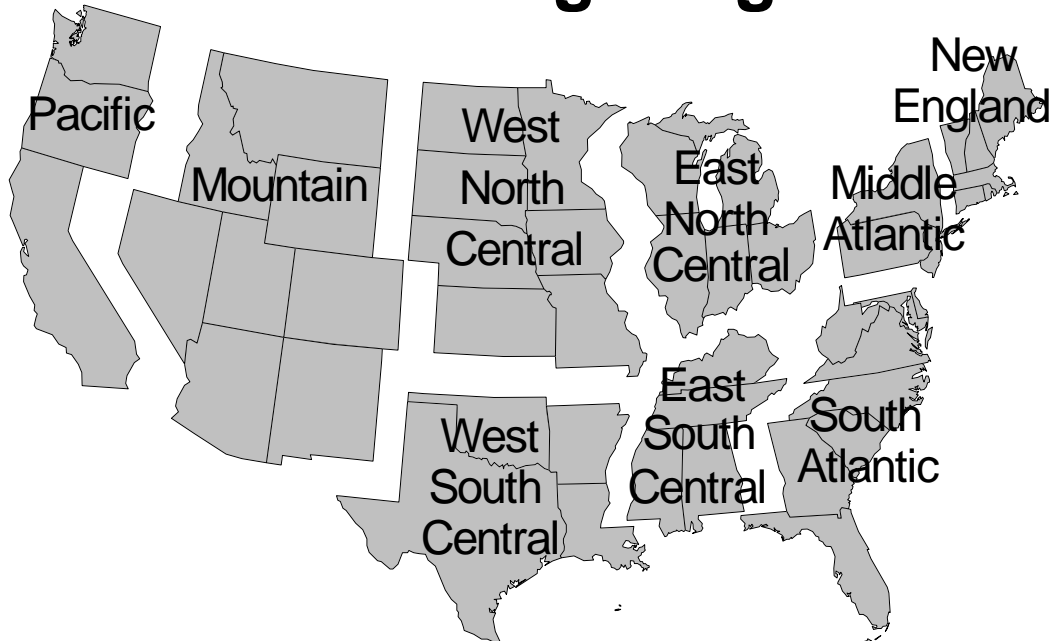 New
England
Pacific
West
North
Central
East
North
Central
Mountain
Middle
Atlantic
East
South
Central
South
Atlantic
West
South
Central